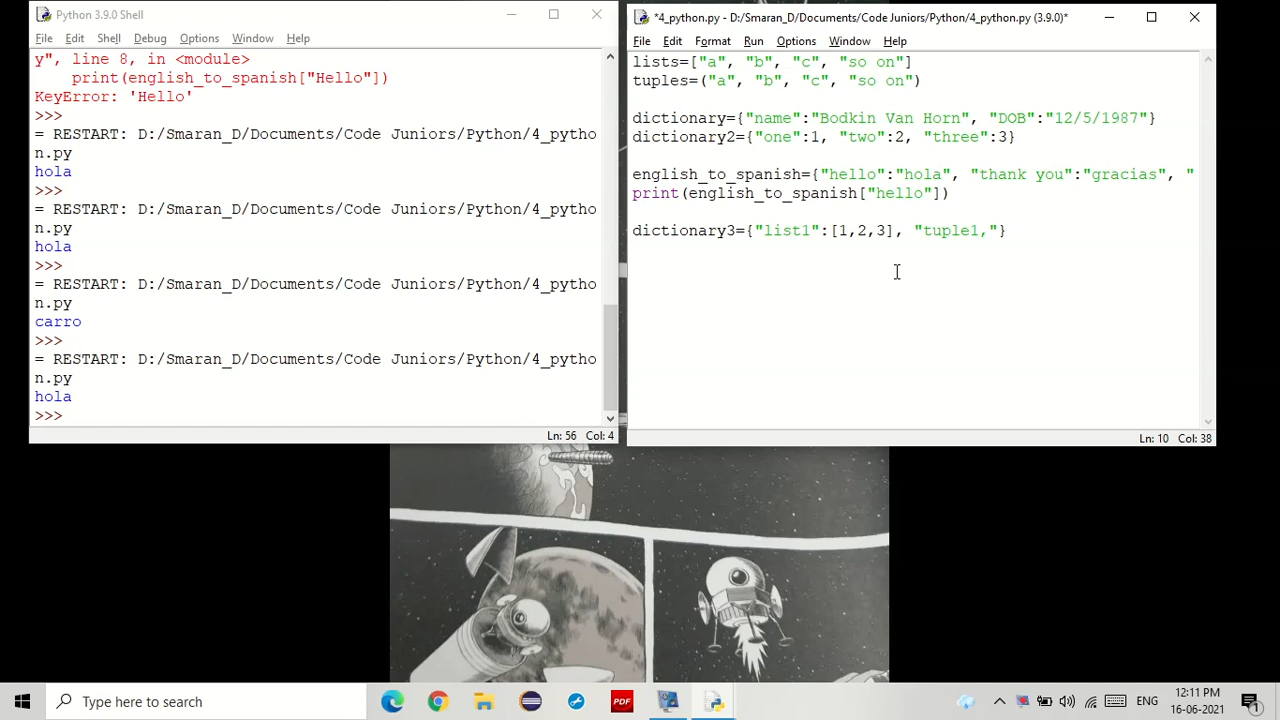 Python 3.9.0 Shell
File Edit Shell Debug Options Window Help
y", line 8, in <module>
    print(english_to_spanish["Hello"])
KeyError: 'Hello'
>>>
= RESTART: D:/Smaran_D/Documents/Code Juniors/Python/4_pytho
n.py
hola
>>>
= RESTART: D:/Smaran_D/Documents/Code Juniors/Python/4_pytho
n.py
hola
>>>
= RESTART: D:/Smaran_D/Documents/Code Juniors/Python/4_pytho
n.py
carro
>>>
= RESTART: D:/Smaran_D/Documents/Code Juniors/Python/4_pytho
n.py
hola
>>>
Ln: 56 Col: 4
*4_python.py - D:/Smaran_D/Documents/Code Juniors/Python/4_python.py (3.9.0)*
File Edit Format Run Options Window Help
lists=["a", "b", "c", "so on"]
tuples=("a", "b", "c", "so on")
dictionary={"name":"Bodkin Van Horn", "DOB":"12/5/1987"}
dictionary2={"one":1, "two":2, "three":3}
english_to_spanish={"hello":"hola", "thank you":"gracias", "
print(english_to_spanish["hello"])
dictionary3={"list1":[1,2,3], "tuple1,"}
Ln: 10 Col: 38
Type here to search
PDF
ENG
12:11 PM
16-06-2021
1